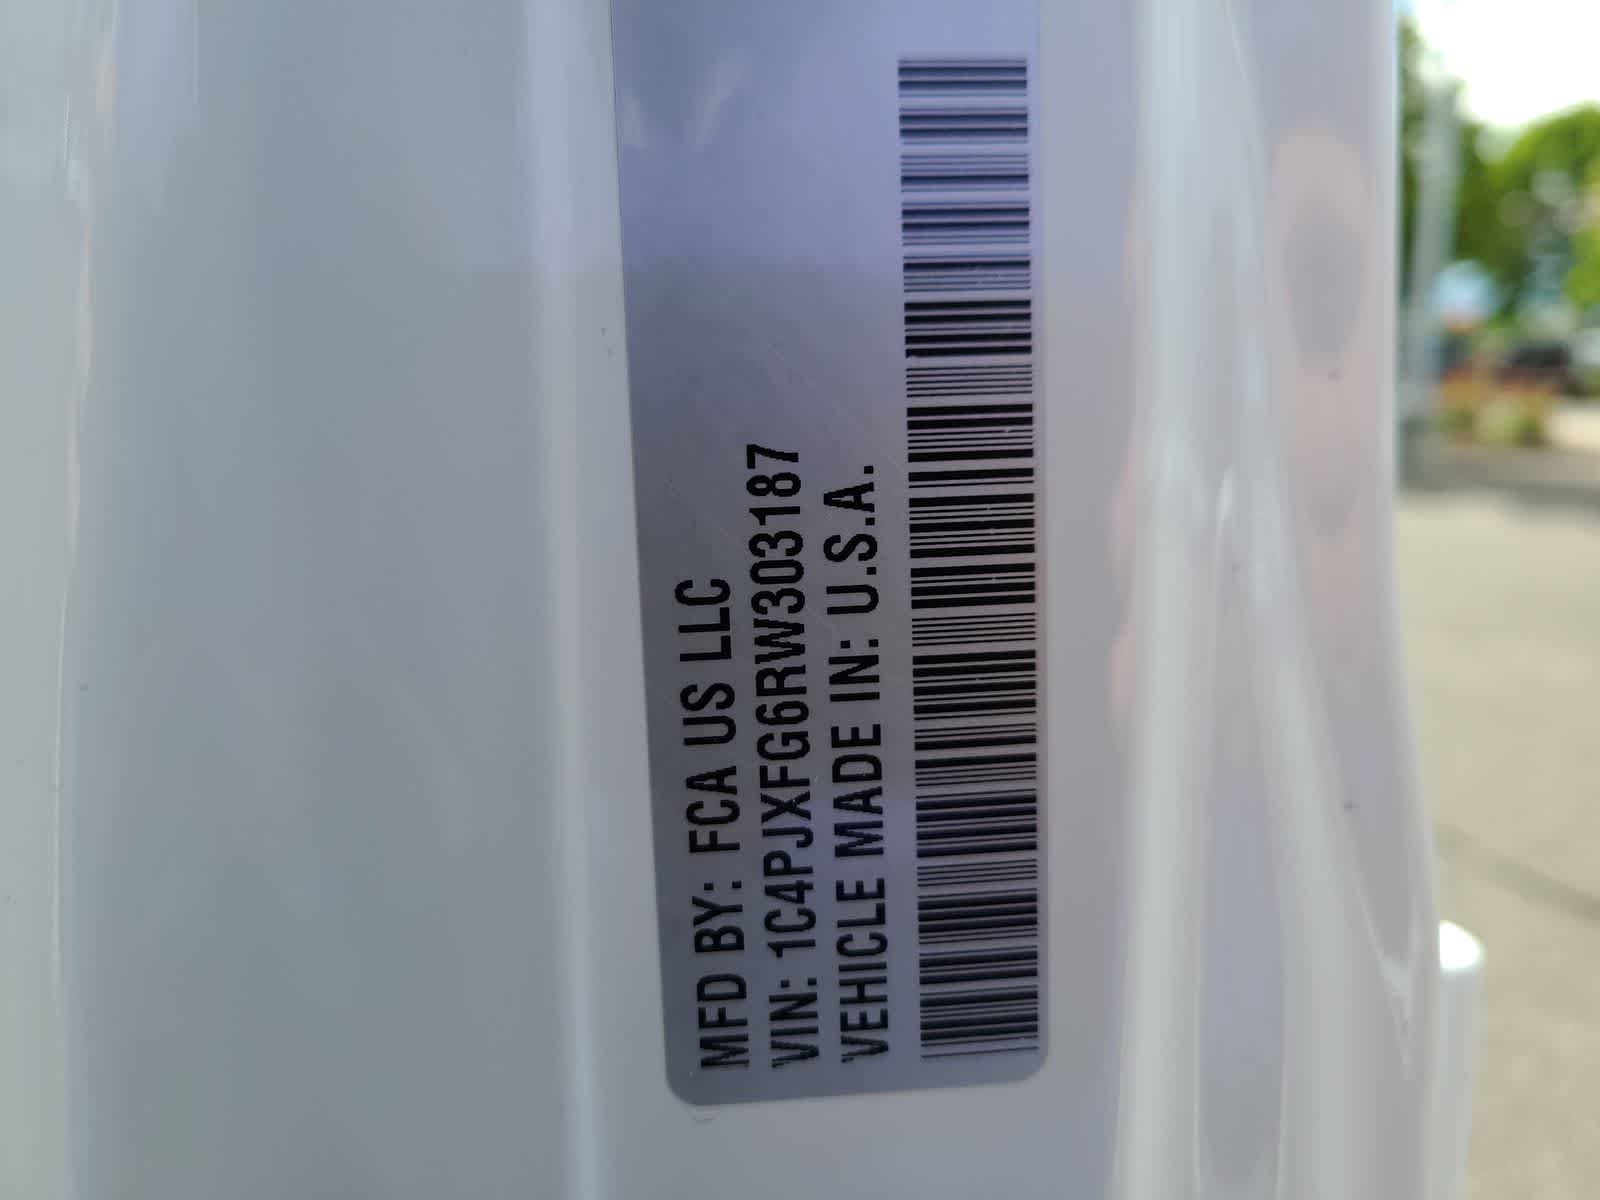 MFD BY: FCA US LLC
VIN: 1C4PJXFG6RW303187
VEHICLE MADE IN: U.S.A.